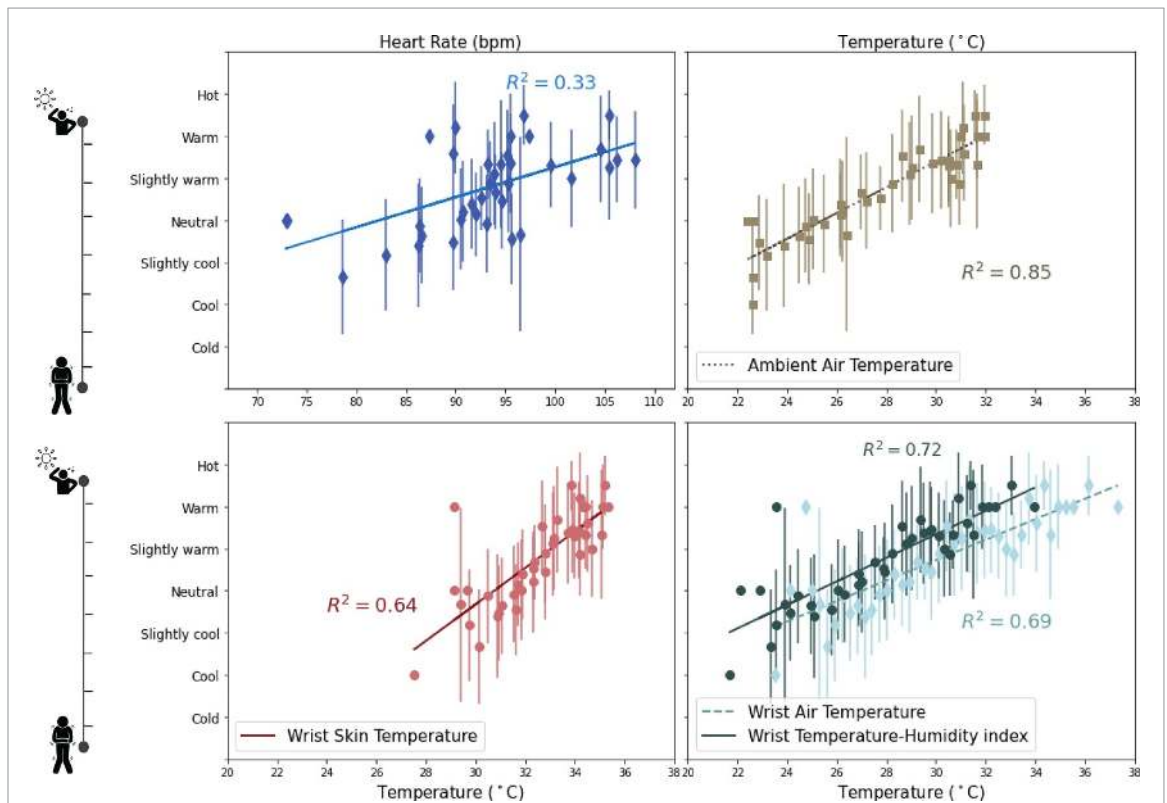 Heart Rate (bpm)
Temperature (˚C)
R² = 0.33
Hot
Warm
Slightly warm
Neutral
Slightly cool
Cool
Cold
R² = 0.85
Ambient Air Temperature
70 75 80 85 90 95 100 105 110
20 22 24 26 28 30 32 34 36 38
Hot
Warm
Slightly warm
Neutral
Slightly cool
Cool
Cold
R² = 0.64
Wrist Skin Temperature
R² = 0.72
R² = 0.69
Wrist Air Temperature
Wrist Temperature-Humidity index
20 22 24 26 28 30 32 34 36 38
20 22 24 26 28 30 32 34 36 38
Temperature (˚C)
Temperature (˚C)